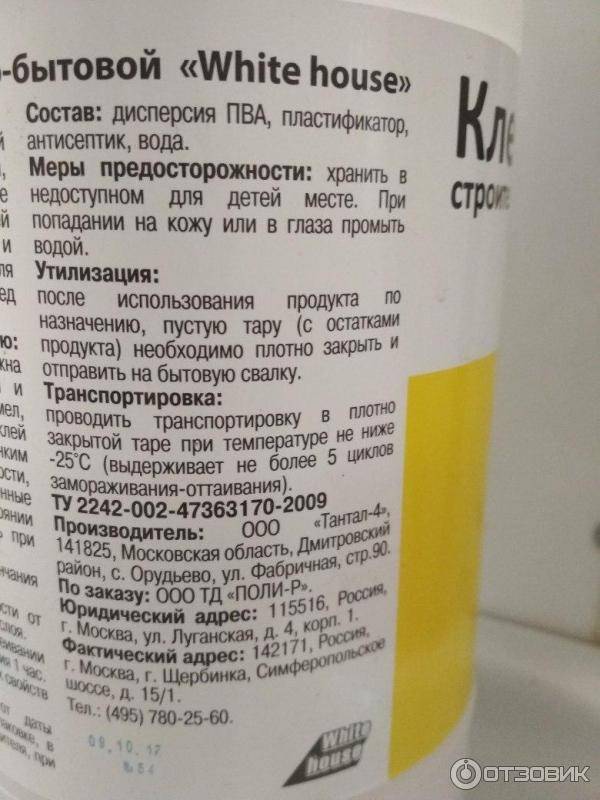 -бытовой «White house»
Состав: дисперсия ПВА, пластификатор,
антисептик, вода.
Меры предосторожности: хранить в
недоступном для детей месте. При
попадании на кожу или в глаза промыть
водой.
Утилизация:
после использования продукта по
назначению, пустую тару (с остатками
продукта) необходимо плотно закрыть и
отправить на бытовую свалку.
Транспортировка:
проводить транспортировку в плотно
закрытой таре при температуре не ниже
-25°С (выдерживает не более 5 циклов
замораживания-оттаивания).
ТУ 2242-002-47363170-2009
Производитель: ООО «Тантал-4»,
141825, Московская область, Дмитровский
район, с. Орудьево, ул. Фабричная, стр.90.
По заказу: ООО ТД «ПОЛИ-Р».
Юридический адрес: 115516, Россия,
г. Москва, ул. Луганская, д. 4, корп. 1.
Фактический адрес: 142171, Россия,
г. Москва, г. Щербинка, Симферопольское
шоссе, д. 15/1.
Тел.: (495) 780-25-60.
09.10.17
№54
White
house
Кле
строите
ОТЗОВИК